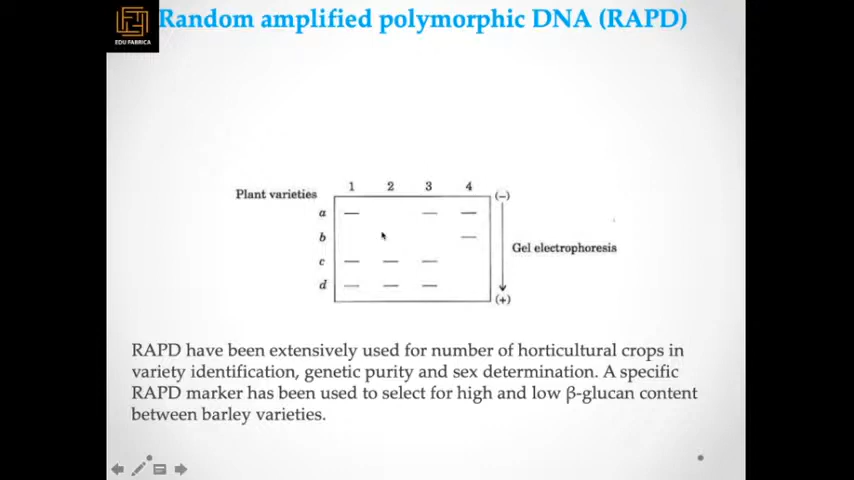 Random amplified polymorphic DNA (RAPD)
EDU FABRICA
Plant varieties 1 2 3 4 (–)
a
b
Gel electrophoresis
c
d
(+)
RAPD have been extensively used for number of horticultural crops in
variety identification, genetic purity and sex determination. A specific
RAPD marker has been used to select for high and low β-glucan content
between barley varieties.